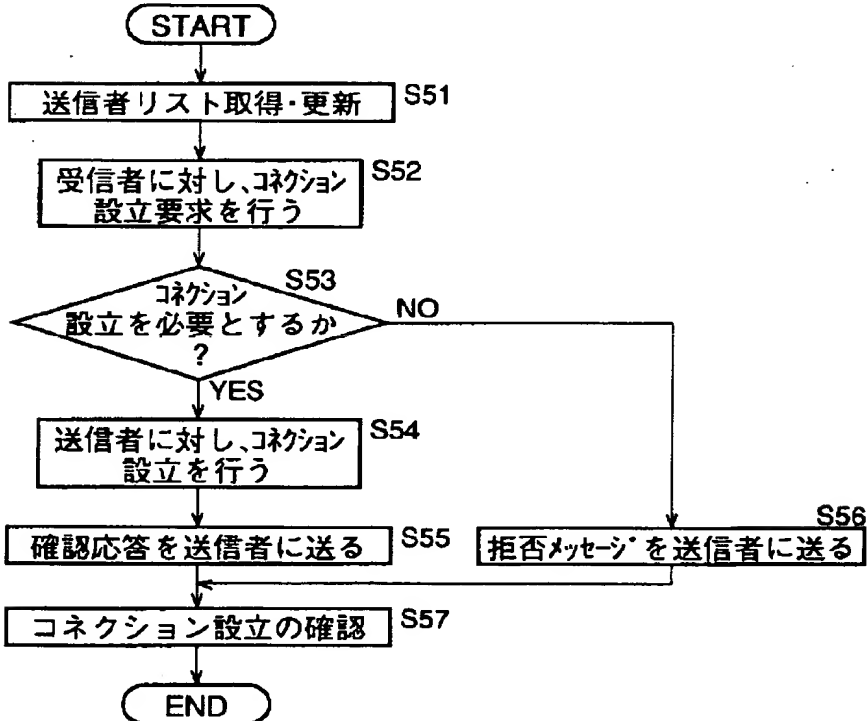 START
送信者リスト取得・更新
S51
受信者に対し、コネクション
設立要求を行う
S52
S53
コネクション
設立を必要とするか
?
NO
YES
送信者に対し、コネクション
設立を行う
S54
確認応答を送信者に送る
S55
S56
拒否メッセージを送信者に送る
コネクション設立の確認
S57
END